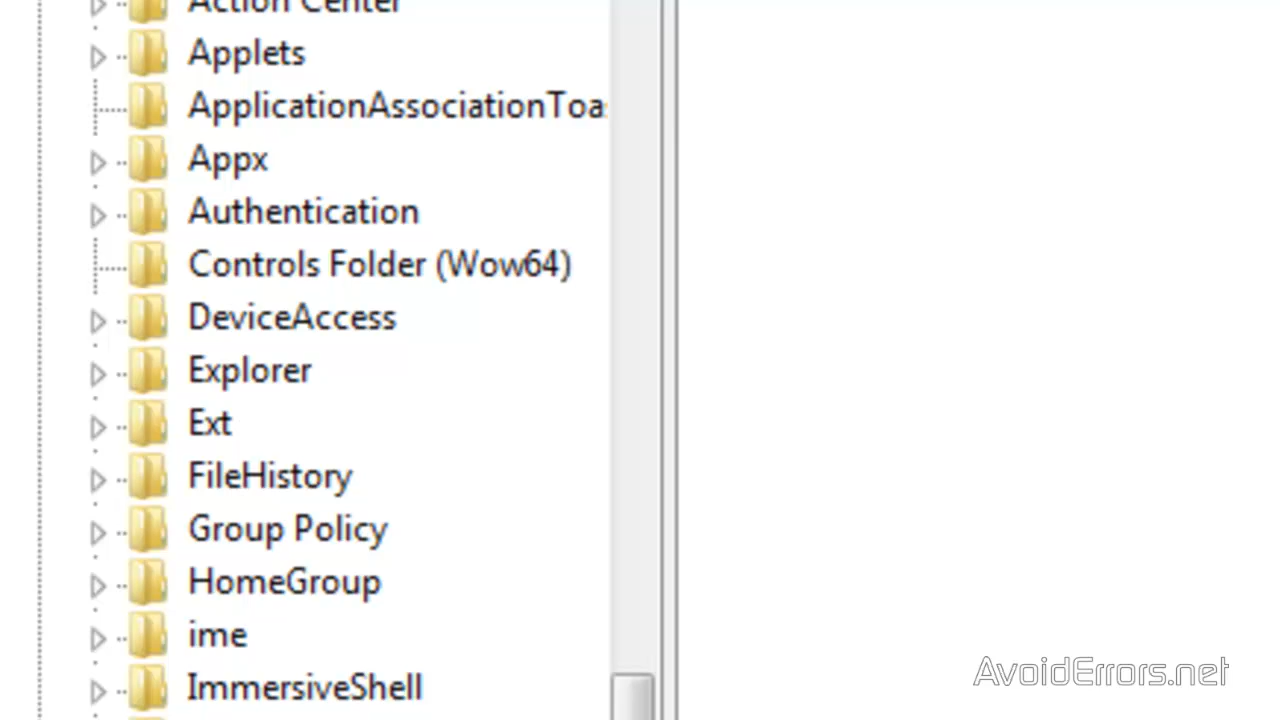 Action Center
Applets
ApplicationAssociationToa
Appx
Authentication
Controls Folder (Wow64)
DeviceAccess
Explorer
Ext
FileHistory
Group Policy
HomeGroup
ime
ImmersiveShell
AvoidErrors.net